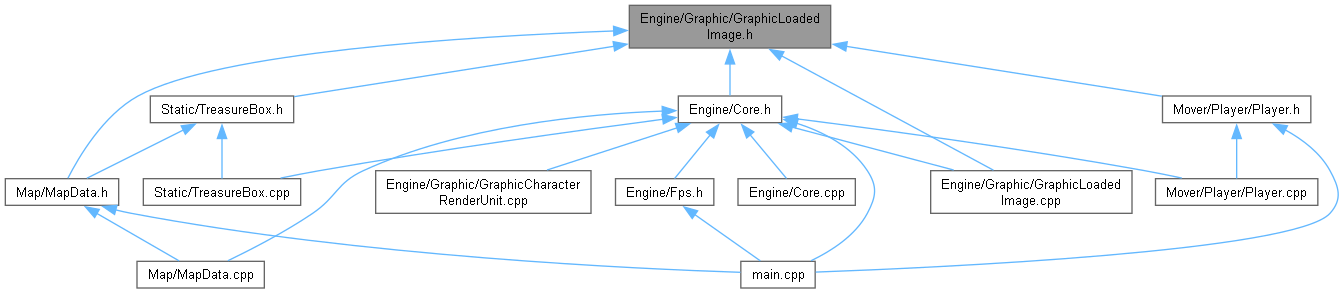 Engine/Graphic/GraphicLoaded
Image.h
Static/TreasureBox.h
Engine/Core.h
Mover/Player/Player.h
Map/MapData.h
Static/TreasureBox.cpp
Engine/Graphic/GraphicCharacter
RenderUnit.cpp
Engine/Fps.h
Engine/Core.cpp
Engine/Graphic/GraphicLoaded
Image.cpp
Mover/Player/Player.cpp
Map/MapData.cpp
main.cpp